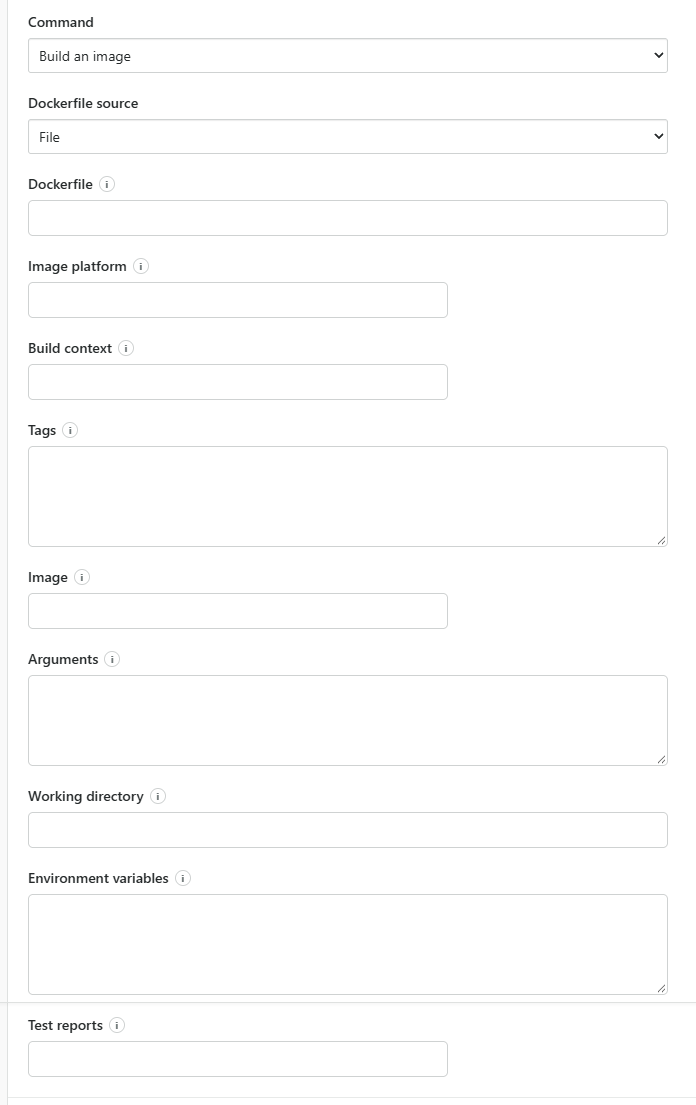 Command
Build an image
Dockerfile source
File
Dockerfile i
Image platform i
Build context i
Tags i
Image i
Arguments i
Working directory i
Environment variables i
Test reports i